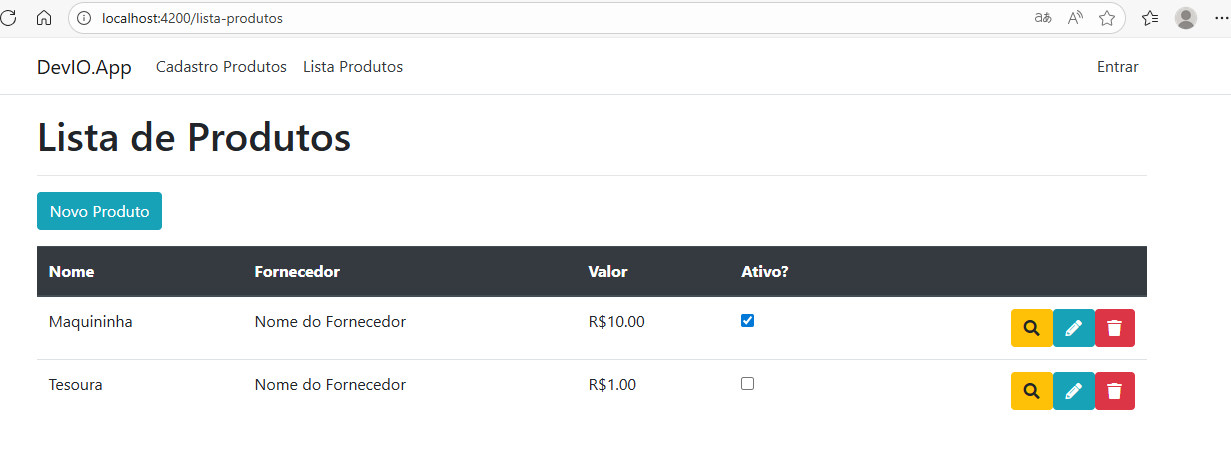 localhost:4200/lista-produtos
DevIO.App Cadastro Produtos Lista Produtos Entrar
Lista de Produtos
Novo Produto
Nome Fornecedor Valor Ativo?
Maquininha Nome do Fornecedor R$10.00
Tesoura Nome do Fornecedor R$1.00